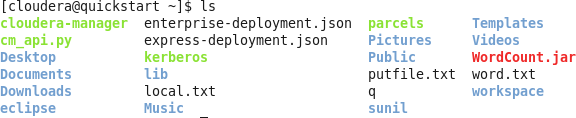 [cloudera@quickstart ~]$ ls
cloudera-manager enterprise-deployment.json parcels Templates
cm_api.py express-deployment.json Pictures Videos
Desktop kerberos Public WordCount.jar
Documents lib putfile.txt word.txt
Downloads local.txt q workspace
eclipse Music sunil